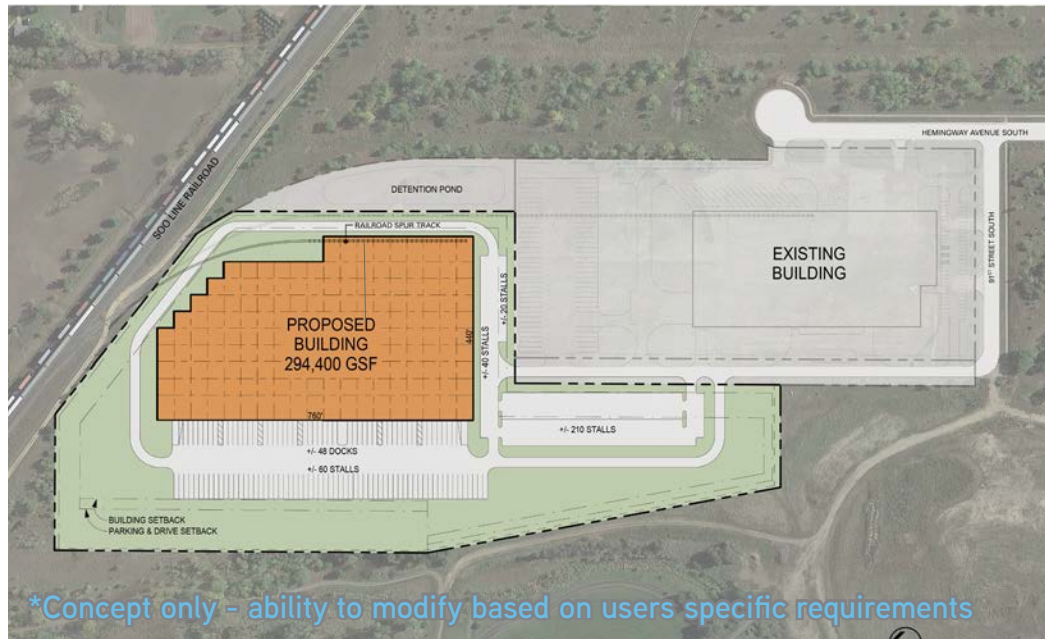 HEMINGWAY AVENUE SOUTH
SOO LINE RAILROAD
DETENTION POND
RAILROAD SPUR TRACK
EXISTING
BUILDING
91ST STREET SOUTH
+/- 20 STALLS
PROPOSED
BUILDING
294,400 GSF
440'
+/- 40 STALLS
760'
+/- 210 STALLS
+/- 48 DOCKS
+/- 60 STALLS
BUILDING SETBACK
PARKING & DRIVE SETBACK
*Concept only - ability to modify based on users specific requirements